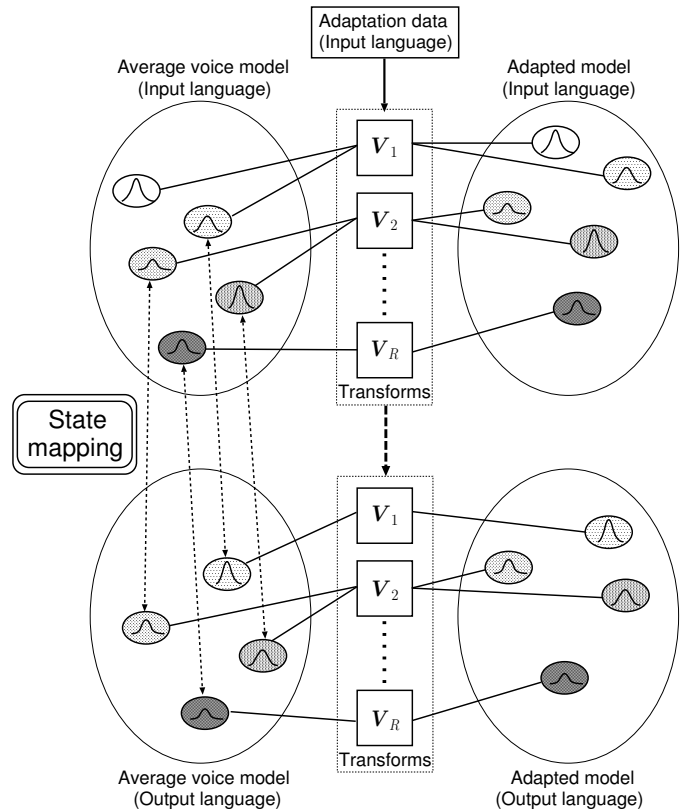 Adaptation data
(Input language)
Average voice model
(Input language)
Adapted model
(Input language)
V1
V2
VR
Transforms
State
mapping
V1
V2
VR
Transforms
Average voice model
(Output language)
Adapted model
(Output language)